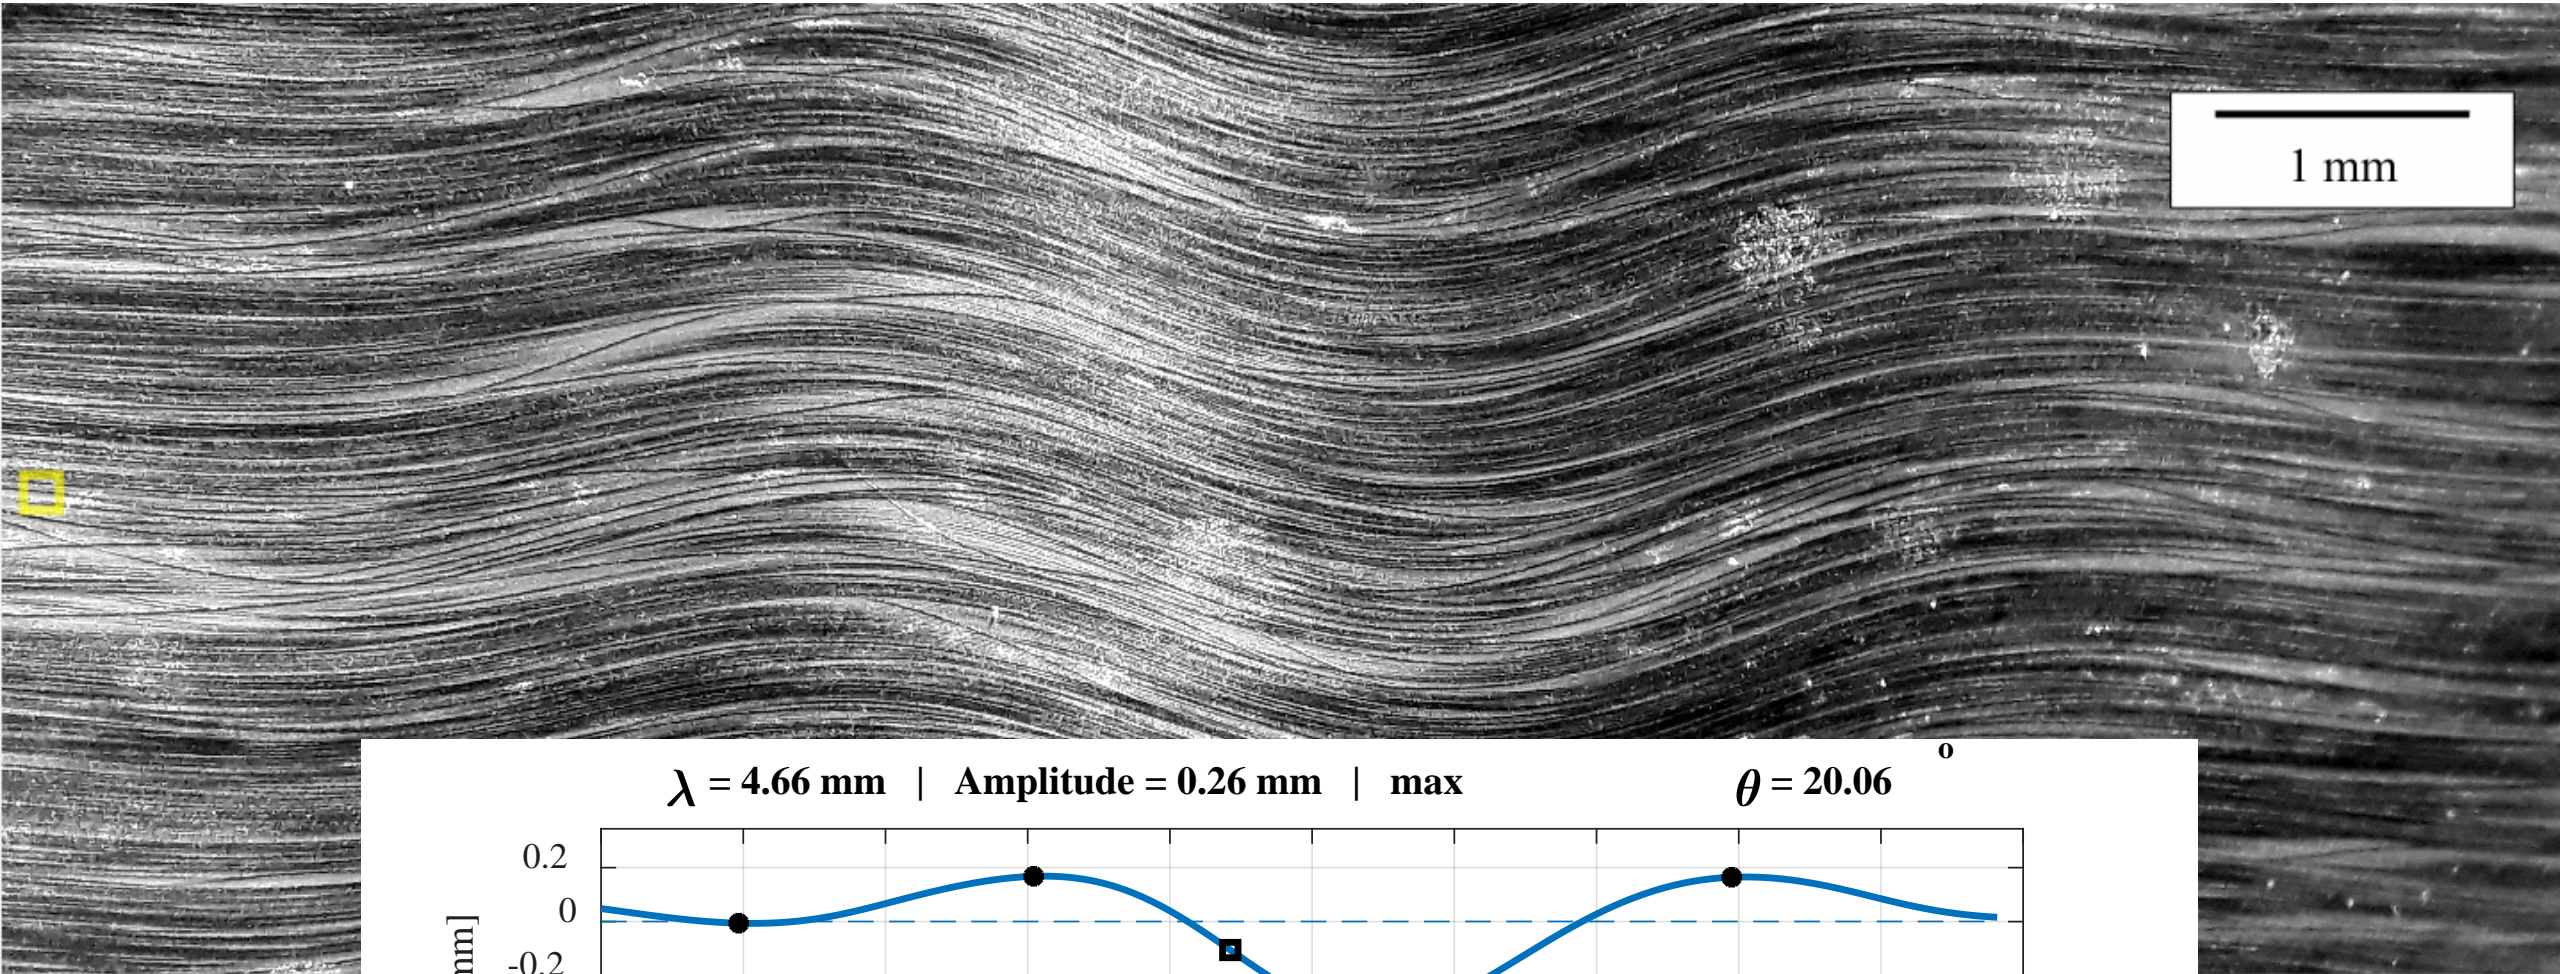 1 mm
λ = 4.66 mm | Amplitude = 0.26 mm | max θ = 20.06 °
0.2
0
-0.2
mm]